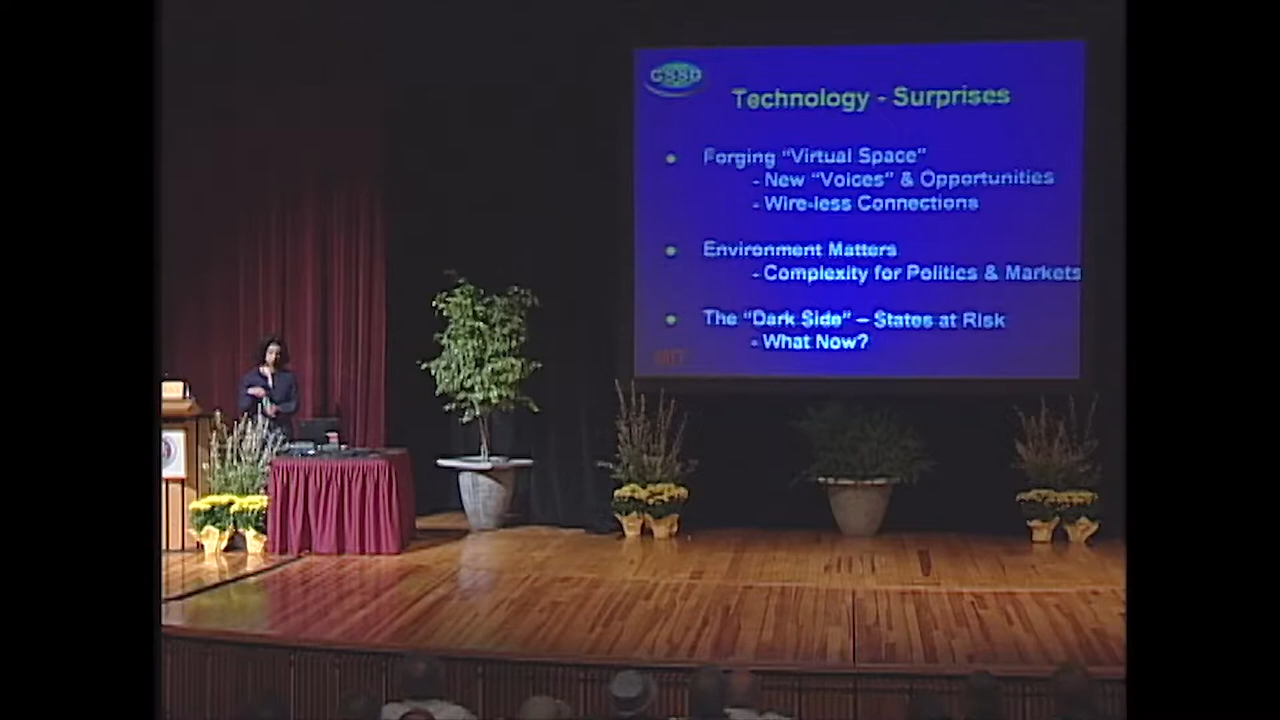 GSSD
Technology - Surprises
Forging "Virtual Space"
- New "Voices" & Opportunities
- Wire-less Connections
Environment Matters
- Complexity for Politics & Markets
The "Dark Side" – States at Risk
- What Now?
MIT